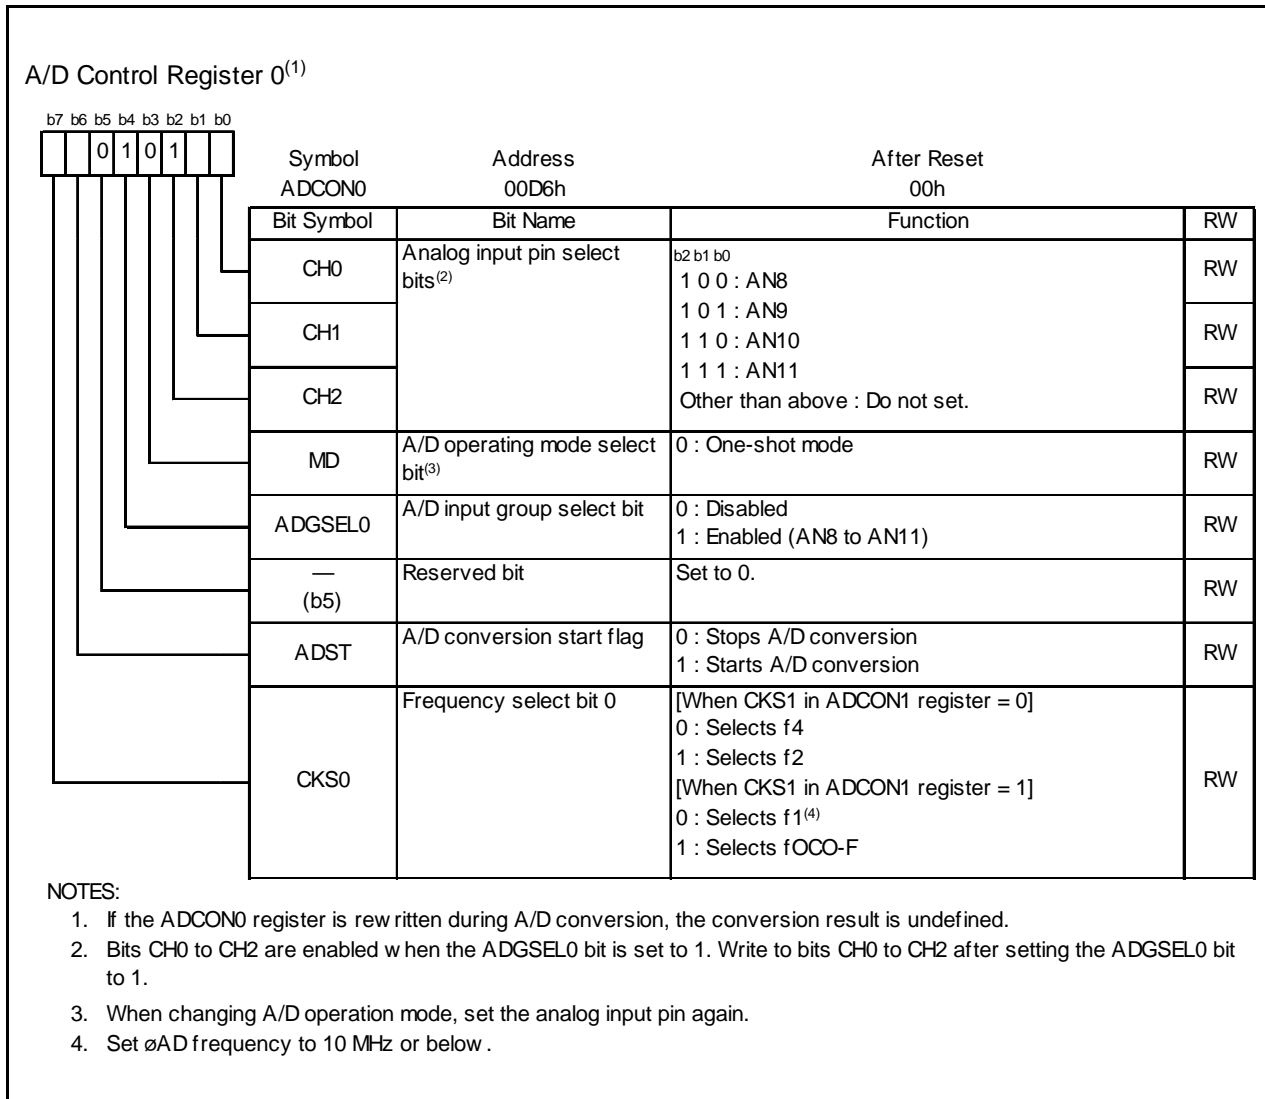 A/D Control Register 0(1)
b7 b6 b5 b4 b3 b2 b1 b0
0 1 0 1
Symbol Address After Reset
ADCON0 00D6h 00h
Bit Symbol Bit Name Function RW
CH0 Analog input pin select bits(2) b2 b1 b0 RW
1 0 0 : AN8
1 0 1 : AN9
CH1 1 1 0 : AN10 RW
1 1 1 : AN11
CH2 Other than above : Do not set. RW
MD A/D operating mode select bit(3) 0 : One-shot mode RW
ADGSEL0 A/D input group select bit 0 : Disabled RW
1 : Enabled (AN8 to AN11)
— Reserved bit Set to 0. RW
(b5)
ADST A/D conversion start flag 0 : Stops A/D conversion RW
1 : Starts A/D conversion
CKS0 Frequency select bit 0 [When CKS1 in ADCON1 register = 0] RW
0 : Selects f4
1 : Selects f2
[When CKS1 in ADCON1 register = 1]
0 : Selects f1(4)
1 : Selects fOCO-F
NOTES:
1. If the ADCON0 register is rewritten during A/D conversion, the conversion result is undefined.
2. Bits CH0 to CH2 are enabled when the ADGSEL0 bit is set to 1. Write to bits CH0 to CH2 after setting the ADGSEL0 bit
to 1.
3. When changing A/D operation mode, set the analog input pin again.
4. Set øAD frequency to 10 MHz or below.